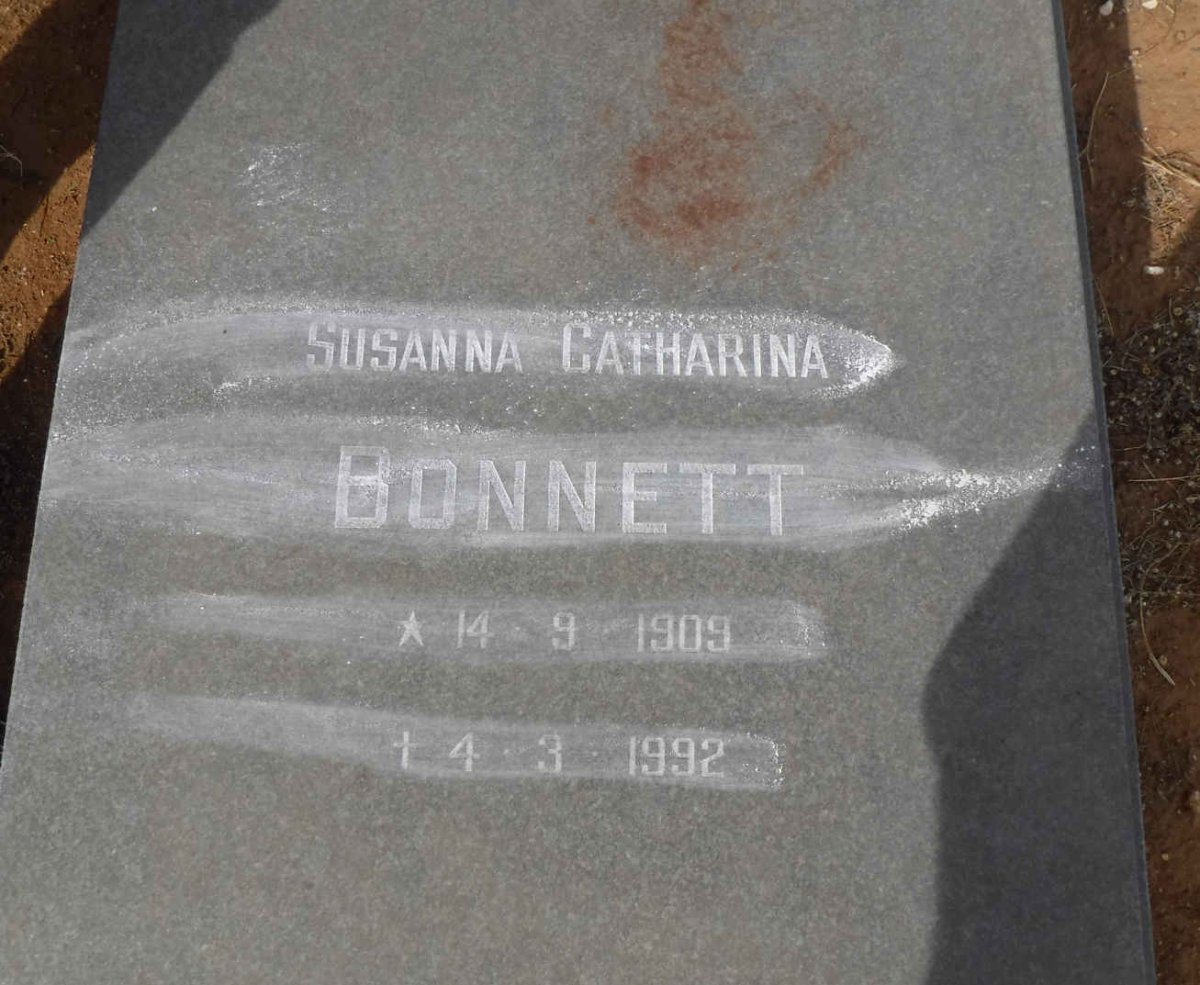 SUSANNA CATHARINA
BONNETT
★ 14 · 9 · 1909
† 4 · 3 · 1992